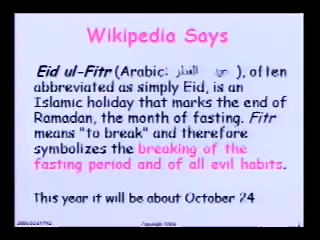 Wikipedia Says
Eid ul-Fitr (Arabic: عيد الفطر), often
abbreviated as simply Eid, is an
Islamic holiday that marks the end of
Ramadan, the month of fasting. Fitr
means "to break" and therefore
symbolizes the breaking of the
fasting period and of all evil habits.
This year it will be about October 24
Copyright 2006